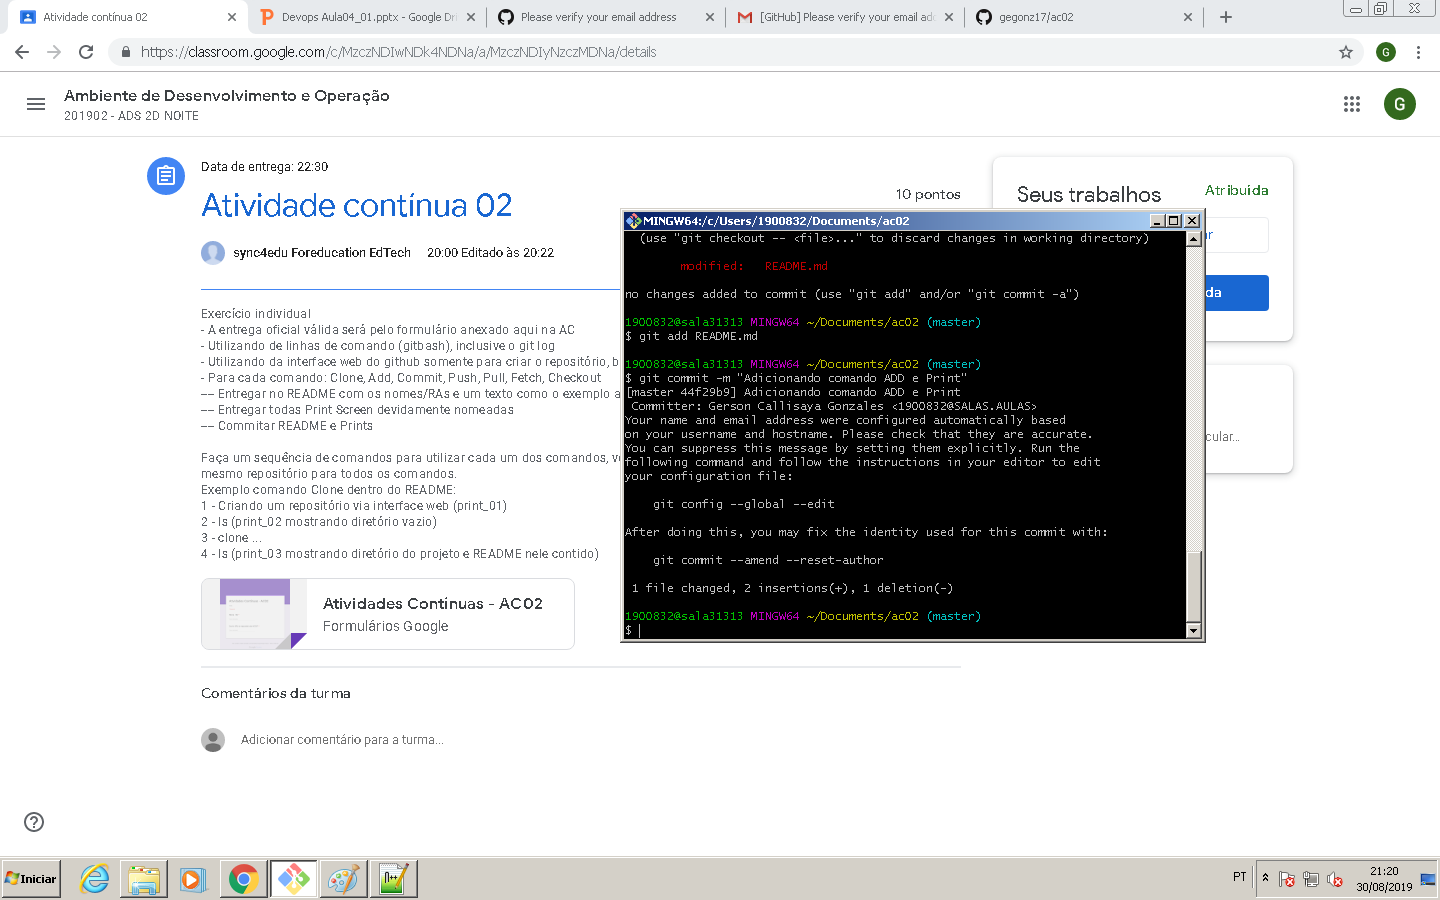 Atividade contínua 02
Devops Aula04_01.pptx - Google Dri
Please verify your email address
[GitHub] Please verify your email add
gegonz17/ac02
https://classroom.google.com/c/MzczNDIwNDk4NDNa/a/MzczNDIyNzczMDNa/details
G
Ambiente de Desenvolvimento e Operação
201902 - ADS 2D NOITE
G
Data de entrega: 22:30
Atividade contínua 02
10 pontos
Seus trabalhos
Atribuída
sync4edu Foreducation EdTech 20:00 Editado às 20:22
Exercício individual
- A entrega oficial válida será pelo formulário anexado aqui na AC
- Utilizando de linhas de comando (gitbash), inclusive o git log
- Utilizando da interface web do github somente para criar o repositório, b
- Para cada comando: Clone, Add, Commit, Push, Pull, Fetch, Checkout
-- Entregar no README com os nomes/RAs e um texto como o exemplo a
-- Entregar todas Print Screen devidamente nomeadas
-- Commitar README e Prints
Faça um sequência de comandos para utilizar cada um dos comandos, v
mesmo repositório para todos os comandos.
Exemplo comando Clone dentro do README:
1 - Criando um repositório via interface web (print_01)
2 - ls (print_02 mostrando diretório vazio)
3 - clone ...
4 - ls (print_03 mostrando diretório do projeto e README nele contido)
Atividades Contínuas - AC02
Formulários Google
Comentários da turma
Adicionar comentário para a turma...
MINGW64:/c/Users/1900832/Documents/ac02
(use "git checkout -- <file>..." to discard changes in working directory)
modified: README.md
no changes added to commit (use "git add" and/or "git commit -a")
1900832@sala31313 MINGW64 ~/Documents/ac02 (master)
$ git add README.md
1900832@sala31313 MINGW64 ~/Documents/ac02 (master)
$ git commit -m "Adicionando comando ADD e Print"
[master 44f29b9] Adicionando comando ADD e Print
Committer: Gerson Callisaya Gonzales <1900832@SALAS.AULAS>
Your name and email address were configured automatically based
on your username and hostname. Please check that they are accurate.
You can suppress this message by setting them explicitly. Run the
following command and follow the instructions in your editor to edit
your configuration file:
git config --global --edit
After doing this, you may fix the identity used for this commit with:
git commit --amend --reset-author
1 file changed, 2 insertions(+), 1 deletion(-)
1900832@sala31313 MINGW64 ~/Documents/ac02 (master)
$
ar
da
cular...
Iniciar
PT
21:20
30/08/2019